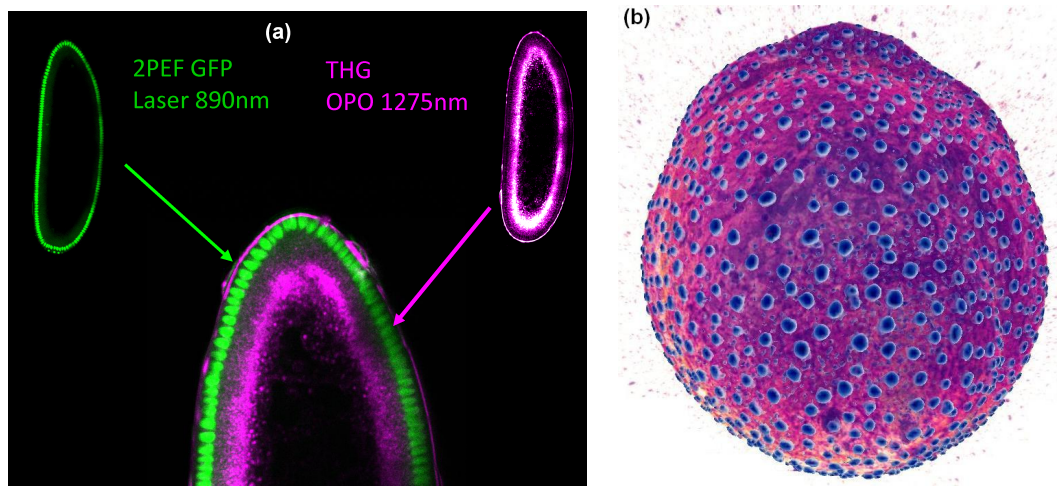 (a)
2PEF GFP
Laser 890nm
THG
OPO 1275nm
(b)